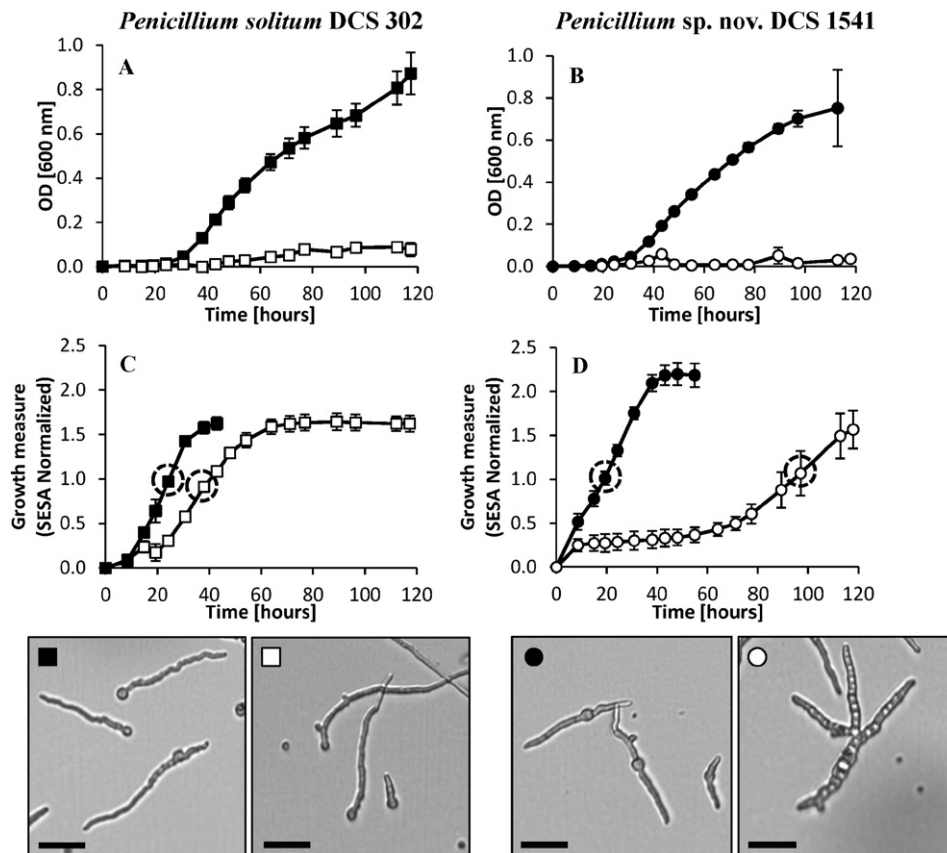 Penicillium solitum DCS 302
Penicillium sp. nov. DCS 1541
A
OD [600 nm]
1.0
0.8
0.6
0.4
0.2
0.0
0 20 40 60 80 100 120
Time [hours]
B
OD [600 nm]
1.0
0.8
0.6
0.4
0.2
0.0
0 20 40 60 80 100 120
Time [hours]
C
Growth measure
(SESA Normalized)
2.5
2.0
1.5
1.0
0.5
0.0
0 20 40 60 80 100 120
Time [hours]
D
Growth measure
(SESA Normalized)
2.5
2.0
1.5
1.0
0.5
0.0
0 20 40 60 80 100 120
Time [hours]